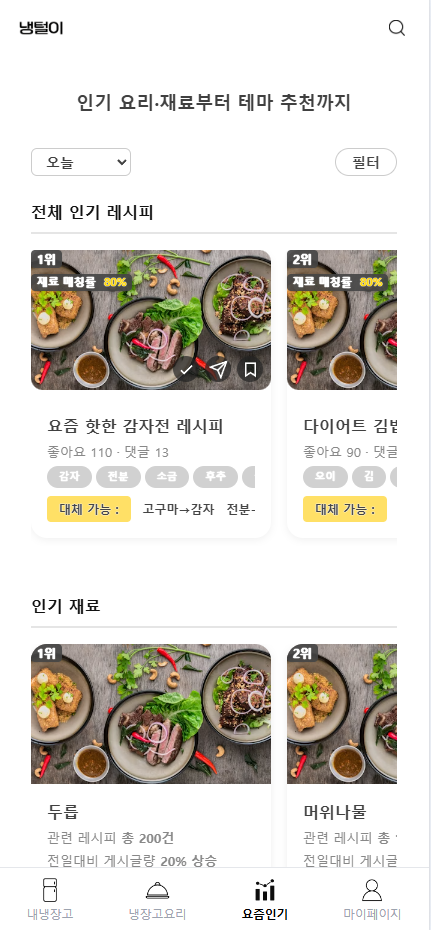 냉털이
인기 요리·재료부터 테마 추천까지
오늘
필터
전체 인기 레시피
1위
재료 매칭률 80%
요즘 핫한 감자전 레시피
좋아요 110 · 댓글 13
감자 전분 소금 후추
대체 가능 : 고구마→감자 전분-
2위
재료 매칭률 80%
다이어트 김밥
좋아요 90 · 댓글
오이 김
대체 가능 :
인기 재료
1위
두릅
관련 레시피 총 200건
전일대비 게시글량 20% 상승
2위
머위나물
관련 레시피 총
전일대비 게시글량
내냉장고
냉장고요리
요즘인기
마이페이지